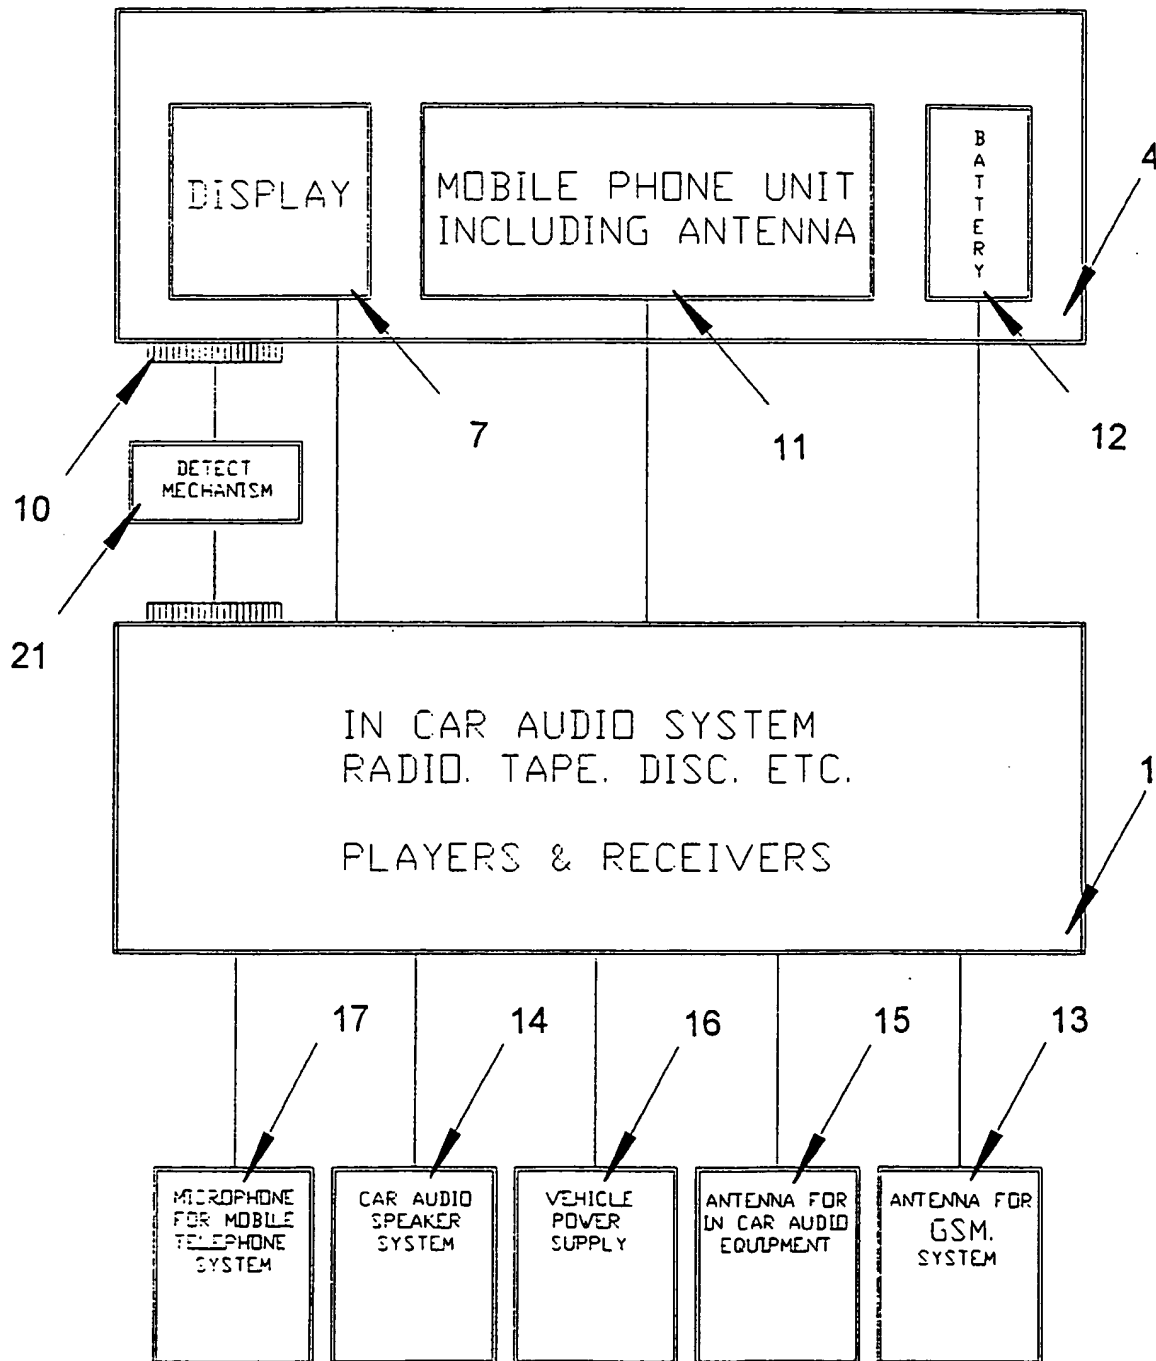 DISPLAY
MOBILE PHONE UNIT
INCLUDING ANTENNA
BATTERY
4
7
11
12
10
DETECT
MECHANISM
21
IN CAR AUDIO SYSTEM
RADIO. TAPE. DISC. ETC.
PLAYERS & RECEIVERS
1
17
14
16
15
13
MICROPHONE
FOR MOBILE
TELEPHONE
SYSTEM
CAR AUDIO
SPEAKER
SYSTEM
VEHICLE
POWER
SUPPLY
ANTENNA FOR
IN CAR AUDIO
EQUIPMENT
ANTENNA FOR
GSM.
SYSTEM